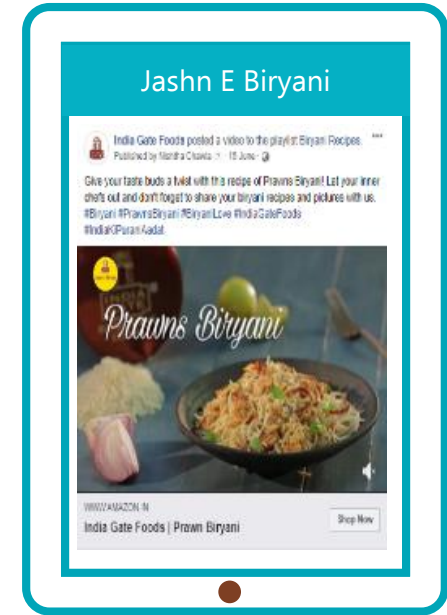 Jashn E Biryani
India Gate Foods posted a video to the playlist Biryani Recipes.
Published by Nishtha Chawla · 15 June ·
Give your taste buds a twist with this recipe of Prawns Biryani! Let your inner
chefs out and don't forget to share your biryani recipes and pictures with us.
#Biryani #PrawnsBiryani #BiryaniLove #IndiaGateFoods
#IndiaKiPuraniAadat
Prawns Biryani
WWW.AMAZON.IN
India Gate Foods | Prawn Biryani
Shop Now